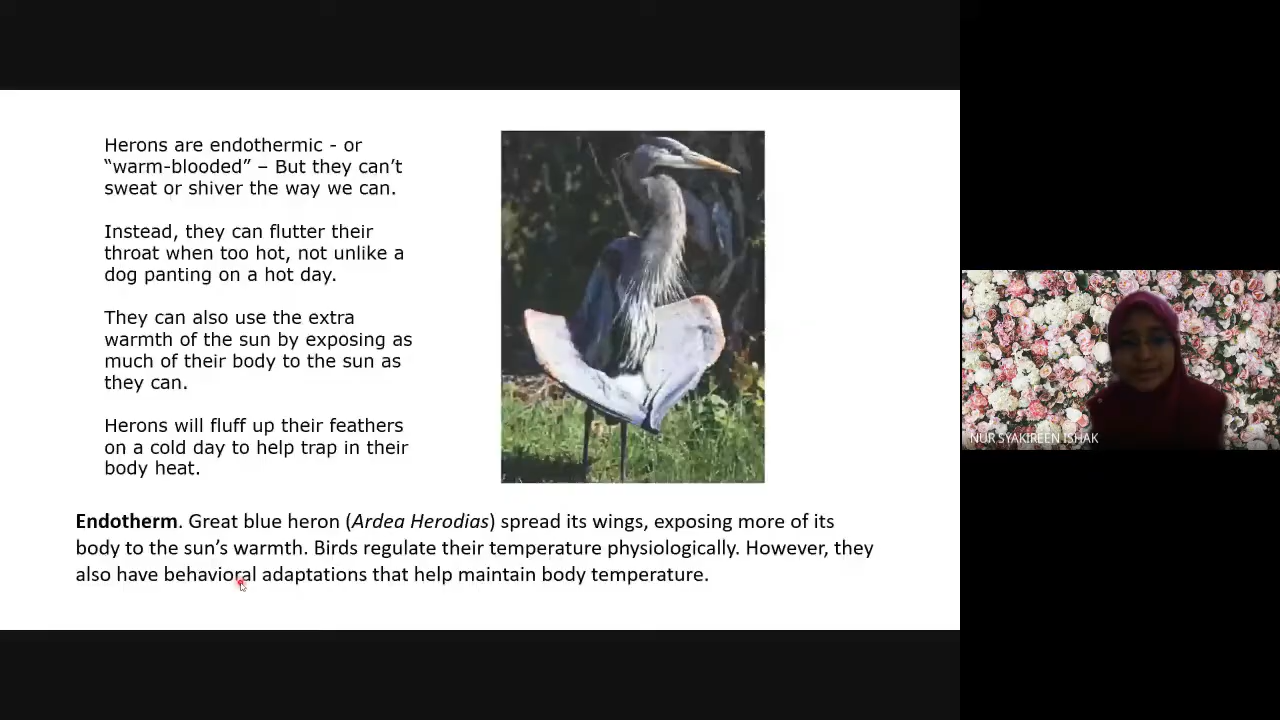 Herons are endothermic - or
“warm-blooded” – But they can’t
sweat or shiver the way we can.
Instead, they can flutter their
throat when too hot, not unlike a
dog panting on a hot day.
They can also use the extra
warmth of the sun by exposing as
much of their body to the sun as
they can.
Herons will fluff up their feathers
on a cold day to help trap in their
body heat.
Endotherm. Great blue heron (Ardea Herodias) spread its wings, exposing more of its
body to the sun’s warmth. Birds regulate their temperature physiologically. However, they
also have behavioral adaptations that help maintain body temperature.
NUR SYAKIREEN ISHAK